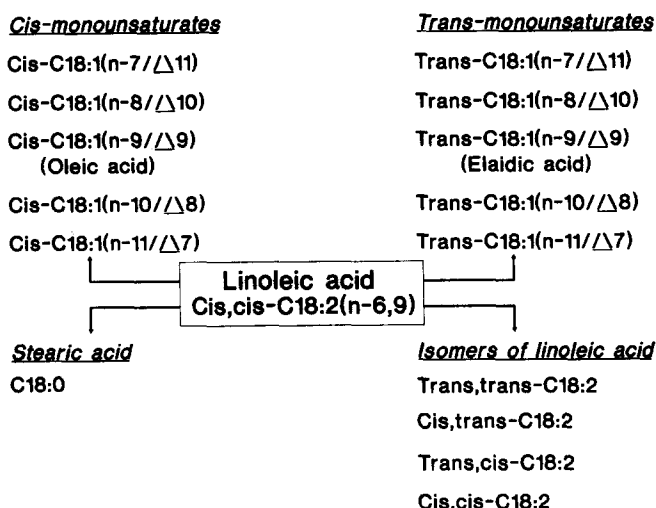 Cis-monounsaturates
Cis-C18:1(n-7/△11)
Cis-C18:1(n-8/△10)
Cis-C18:1(n-9/△9)
(Oleic acid)
Cis-C18:1(n-10/△8)
Cis-C18:1(n-11/△7)
Trans-monounsaturates
Trans-C18:1(n-7/△11)
Trans-C18:1(n-8/△10)
Trans-C18:1(n-9/△9)
(Elaidic acid)
Trans-C18:1(n-10/△8)
Trans-C18:1(n-11/△7)
Linoleic acid
Cis,cis-C18:2(n-6,9)
Stearic acid
C18:0
Isomers of linoleic acid
Trans,trans-C18:2
Cis,trans-C18:2
Trans,cis-C18:2
Cis,cis-C18:2